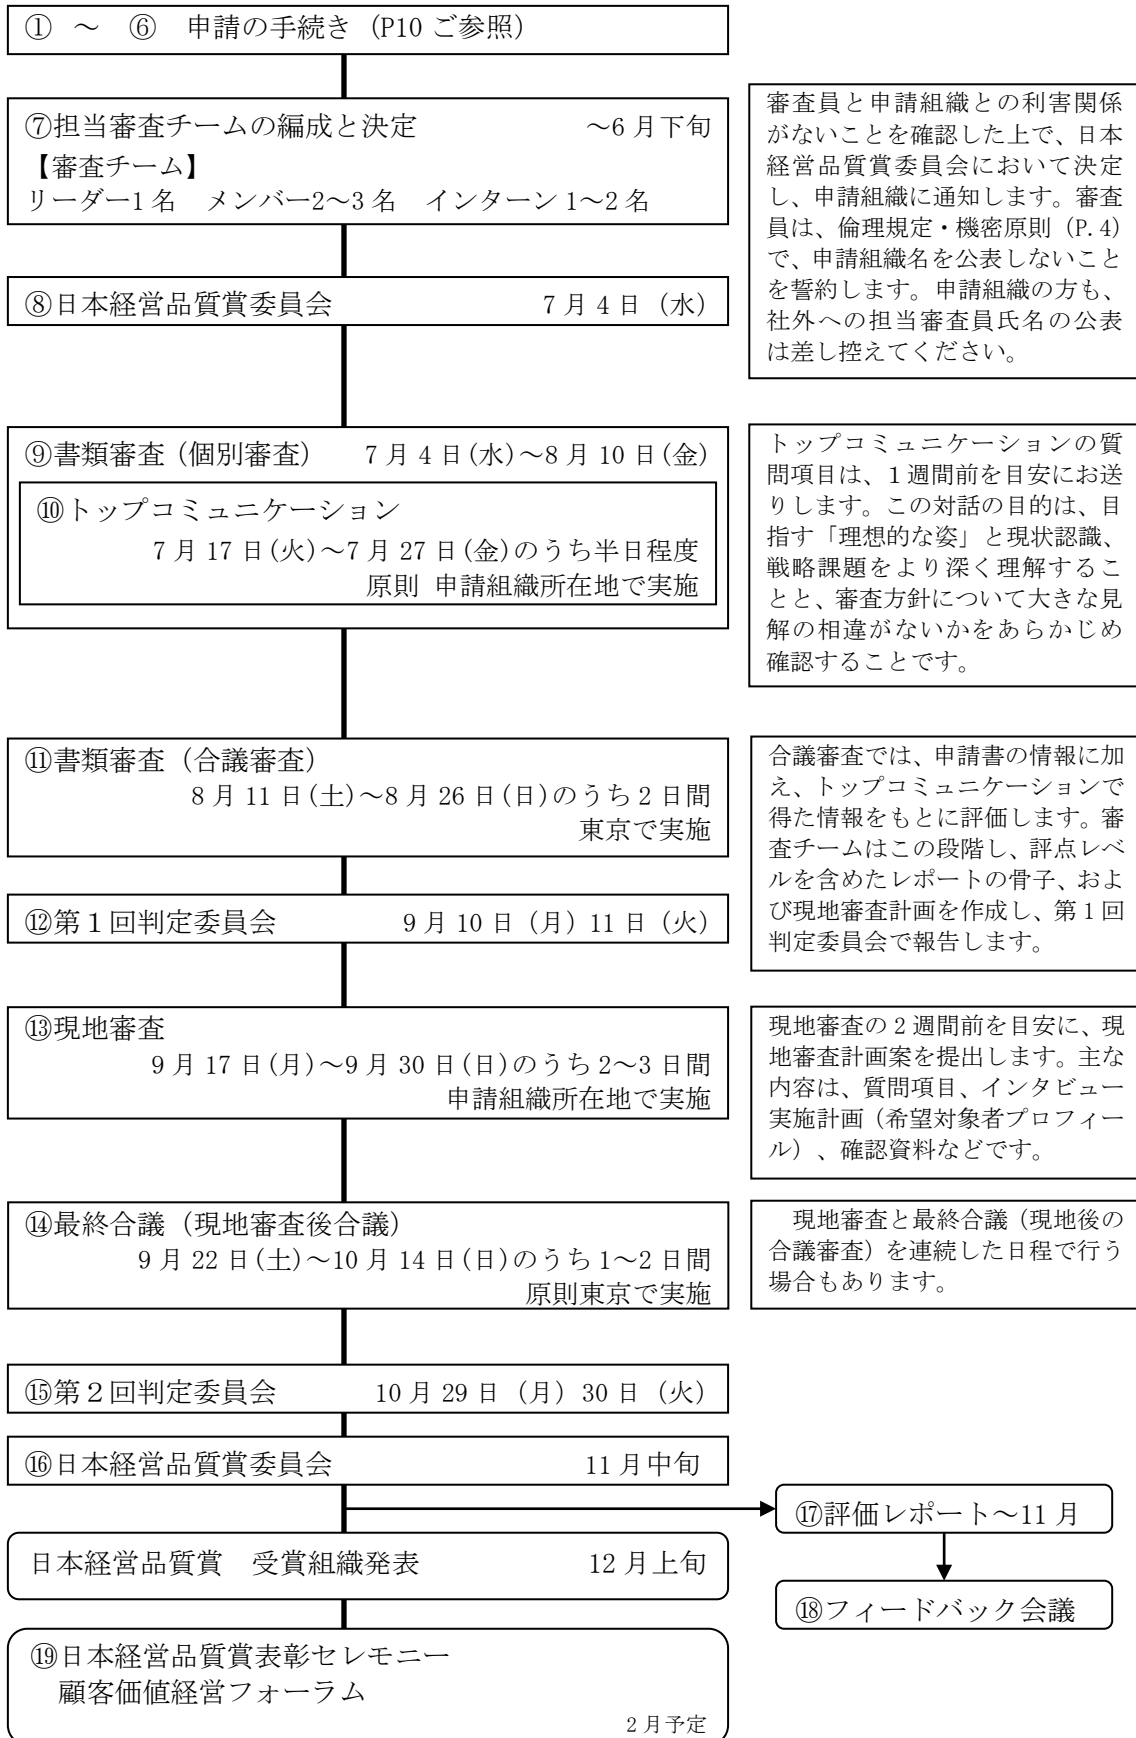 ① ～ ⑥ 申請の手続き (P10 ご参照)
⑦担当審査チームの編成と決定 ～6月下旬
【審査チーム】
リーダー1名 メンバー2～3名 インターン1～2名
審査員と申請組織との利害関係
がないことを確認した上で、日本
経営品質賞委員会において決定
し、申請組織に通知します。審査
員は、倫理規定・機密原則（P.4）
で、申請組織名を公表しないこと
を誓約します。申請組織の方も、
社外への担当審査員氏名の公表
は差し控えてください。
⑧日本経営品質賞委員会 7月4日（水）
⑨書類審査（個別審査） 7月4日(水)～8月10日(金)
⑩トップコミュニケーション
7月17日(火)～7月27日(金)のうち半日程度
原則 申請組織所在地で実施
トップコミュニケーションの質
問項目は、1週間前を目安にお送
りします。この対話の目的は、目
指す「理想的な姿」と現状認識、
戦略課題をより深く理解するこ
とと、審査方針について大きな見
解の相違がないかをあらかじめ
確認することです。
⑪書類審査（合議審査）
8月11日(土)～8月26日(日)のうち2日間
東京で実施
合議審査では、申請書の情報に加
え、トップコミュニケーションで
得た情報をもとに評価します。審
査チームはこの段階し、評点レベ
ルを含めたレポートの骨子、およ
び現地審査計画を作成し、第1回
判定委員会で報告します。
⑫第１回判定委員会 9月10日（月）11日（火）
⑬現地審査
9月17日(月)～9月30日(日)のうち2～3日間
申請組織所在地で実施
現地審査の2週間前を目安に、現
地審査計画案を提出します。主な
内容は、質問項目、インタビュー
実施計画（希望対象者プロフィー
ル）、確認資料などです。
⑭最終合議（現地審査後合議）
9月22日(土)～10月14日(日)のうち1～2日間
原則東京で実施
現地審査と最終合議（現地後の
合議審査）を連続した日程で行う
場合もあります。
⑮第２回判定委員会 10月29日（月）30日（火）
⑯日本経営品質賞委員会 11月中旬
⑰評価レポート～11月
日本経営品質賞 受賞組織発表 12月上旬
⑱フィードバック会議
⑲日本経営品質賞表彰セレモニー
顧客価値経営フォーラム
2月予定